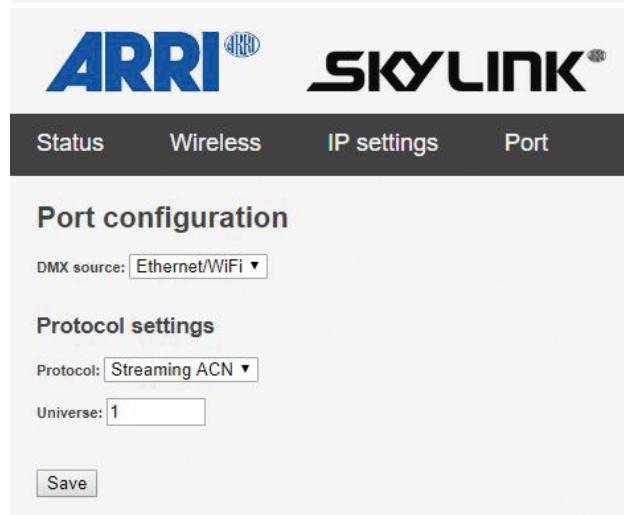 ARRI® SKYLINK®
Status Wireless IP settings Port
Port configuration
DMX source: Ethernet/WiFi ▼
Protocol settings
Protocol: Streaming ACN ▼
Universe: 1
Save